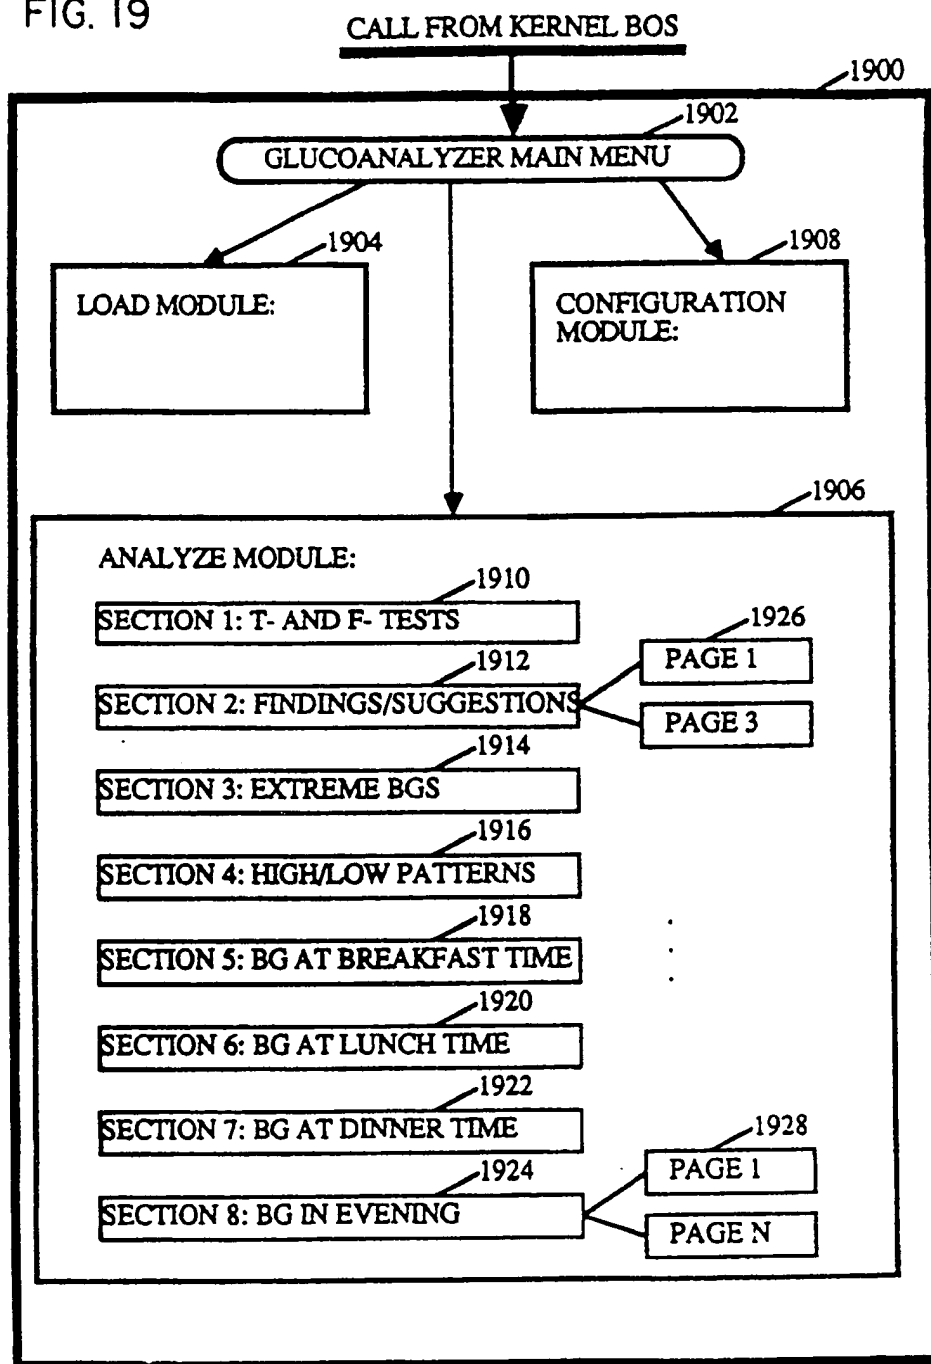 FIG. 19
CALL FROM KERNEL BOS
1900
1902
GLUCOANALYZER MAIN MENU
1904
LOAD MODULE:
1908
CONFIGURATION
MODULE:
1906
ANALYZE MODULE:
1910
SECTION 1: T- AND F- TESTS
1912
SECTION 2: FINDINGS/SUGGESTIONS
1926
PAGE 1
PAGE 3
1914
SECTION 3: EXTREME BGS
1916
SECTION 4: HIGH/LOW PATTERNS
1918
SECTION 5: BG AT BREAKFAST TIME
1920
SECTION 6: BG AT LUNCH TIME
1922
SECTION 7: BG AT DINNER TIME
1924
SECTION 8: BG IN EVENING
1928
PAGE 1
PAGE N